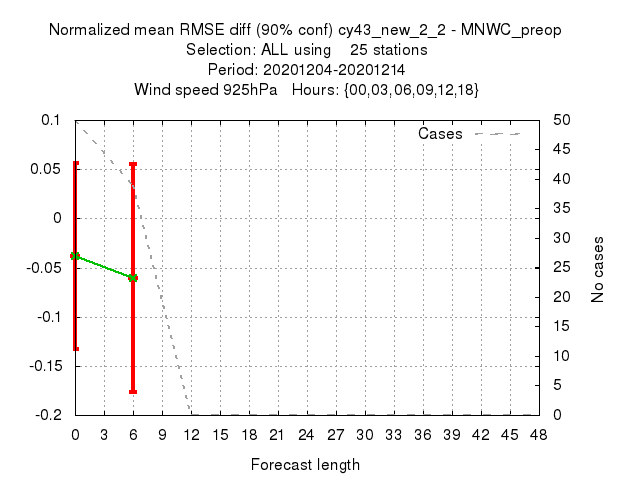 Normalized mean RMSE diff (90% conf) cy43_new_2_2 - MNWC_preop
Selection: ALL using    25 stations
Period: 20201204-20201214
Wind speed 925hPa   Hours: {00,03,06,09,12,18}
Cases
0.1
0.05
0
-0.05
-0.1
-0.15
-0.2
50
45
40
35
30
25
20
15
10
5
0
No cases
0 3 6 9 12 15 18 21 24 27 30 33 36 39 42 45 48
Forecast length